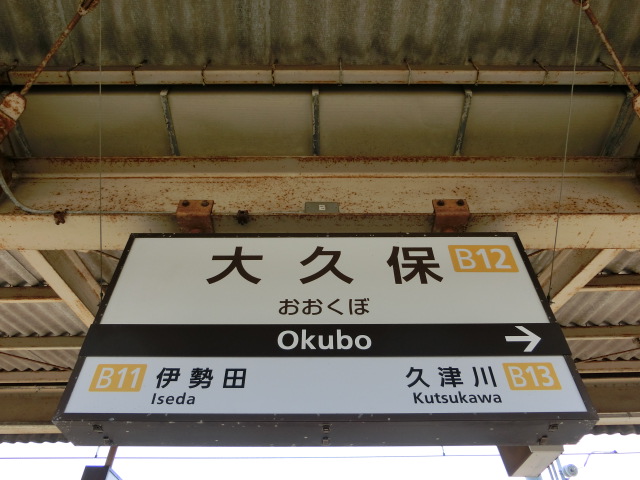 大久保 B12
おおくぼ
Okubo →
B11 伊勢田 久津川 B13
Iseda Kutsukawa